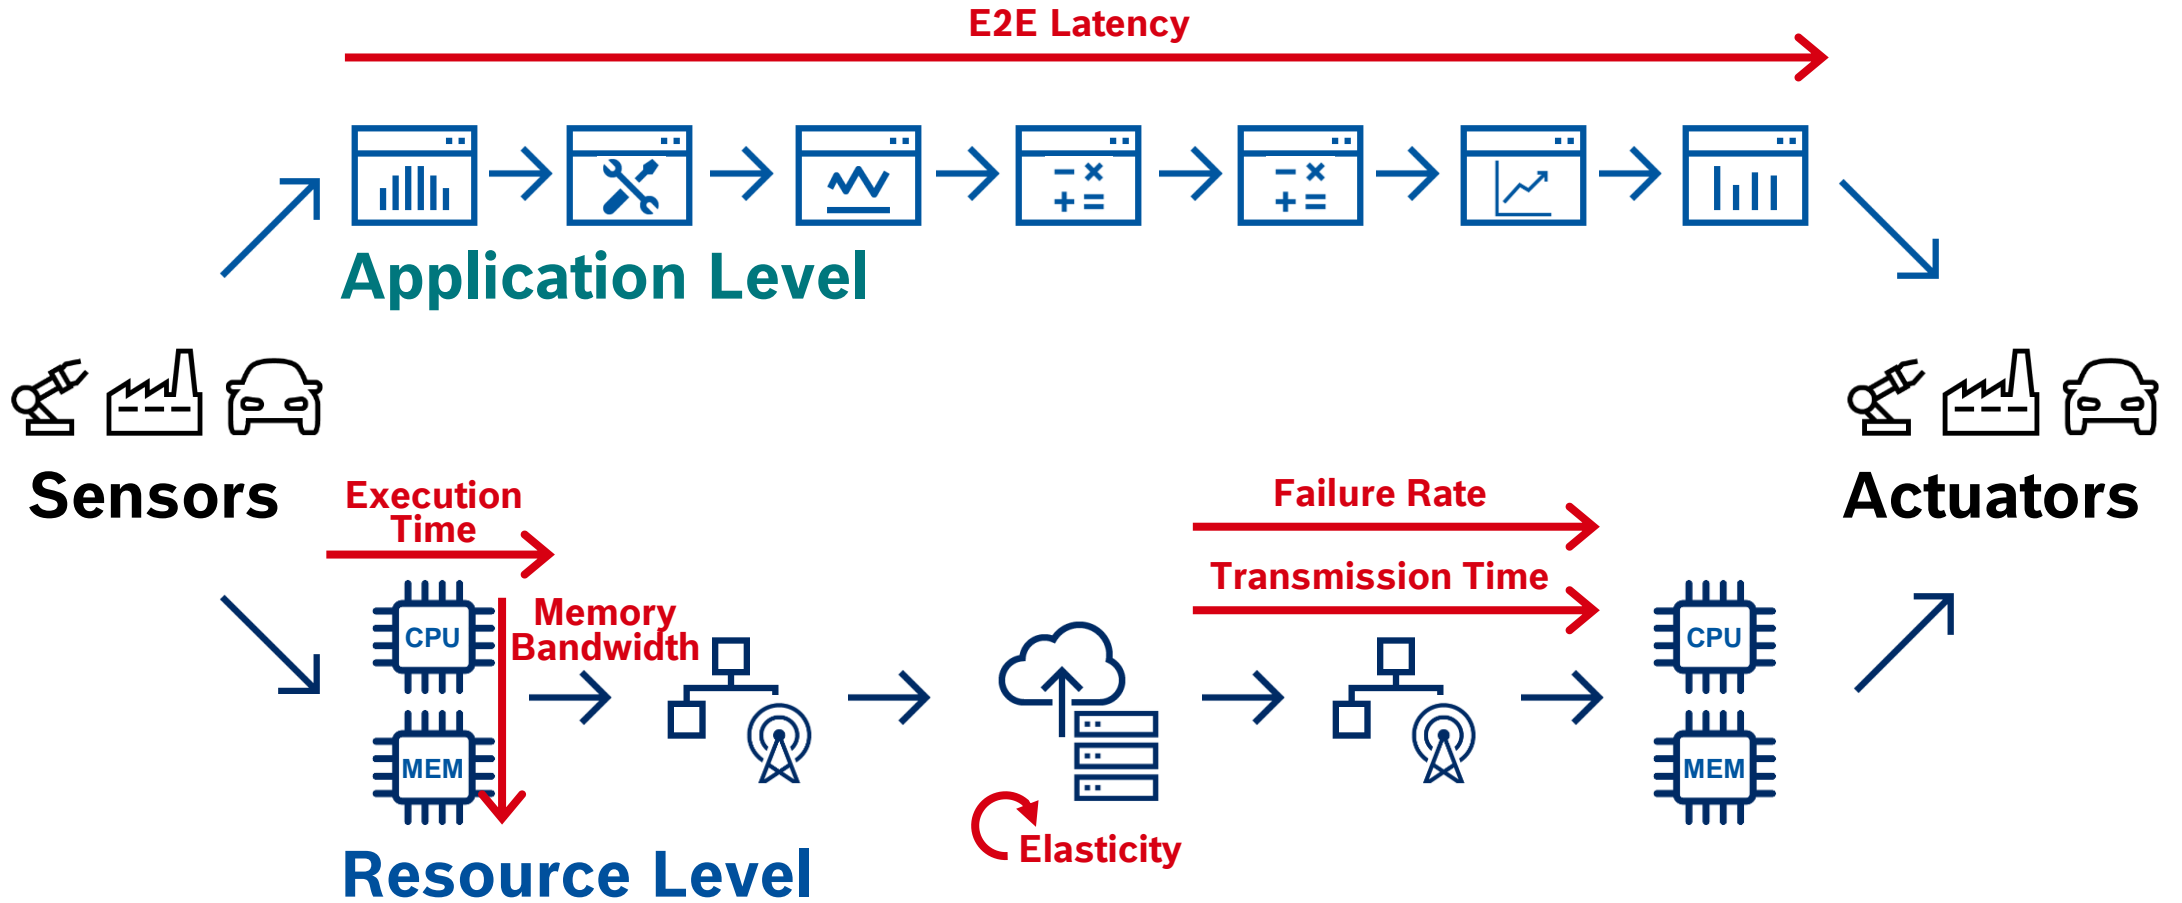 E2E Latency
Application Level
Sensors
Actuators
Execution
Time
Failure Rate
Transmission Time
Memory
Bandwidth
CPU
CPU
MEM
MEM
Elasticity
Resource Level